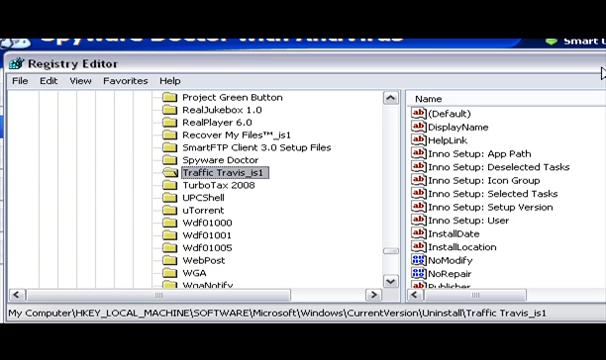 Spyware Doctor with AntiVirus
Smart U
Registry Editor
File Edit View Favorites Help
Project Green Button
RealJukebox 1.0
RealPlayer 6.0
Recover My Files™_is1
SmartFTP Client 3.0 Setup Files
Spyware Doctor
Traffic Travis_is1
TurboTax 2008
UPCShell
uTorrent
Wdf01000
Wdf01001
Wdf01005
WebPost
WGA
WgaNotify
Name
(Default)
DisplayName
HelpLink
Inno Setup: App Path
Inno Setup: Deselected Tasks
Inno Setup: Icon Group
Inno Setup: Selected Tasks
Inno Setup: Setup Version
Inno Setup: User
InstallDate
InstallLocation
NoModify
NoRepair
Publisher
My Computer\HKEY_LOCAL_MACHINE\SOFTWARE\Microsoft\Windows\CurrentVersion\Uninstall\Traffic Travis_is1